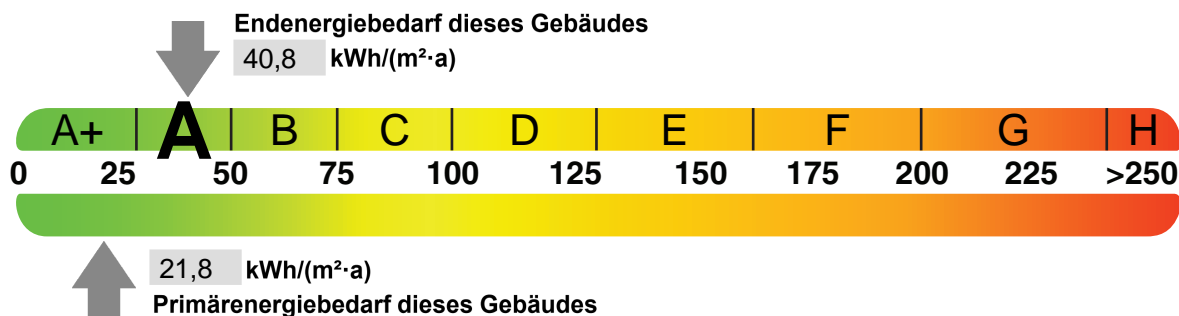 Endenergiebedarf dieses Gebäudes
40,8 kWh/(m²·a)
A+ A B C D E F G H
0 25 50 75 100 125 150 175 200 225 >250
21,8 kWh/(m²·a)
Primärenergiebedarf dieses Gebäudes